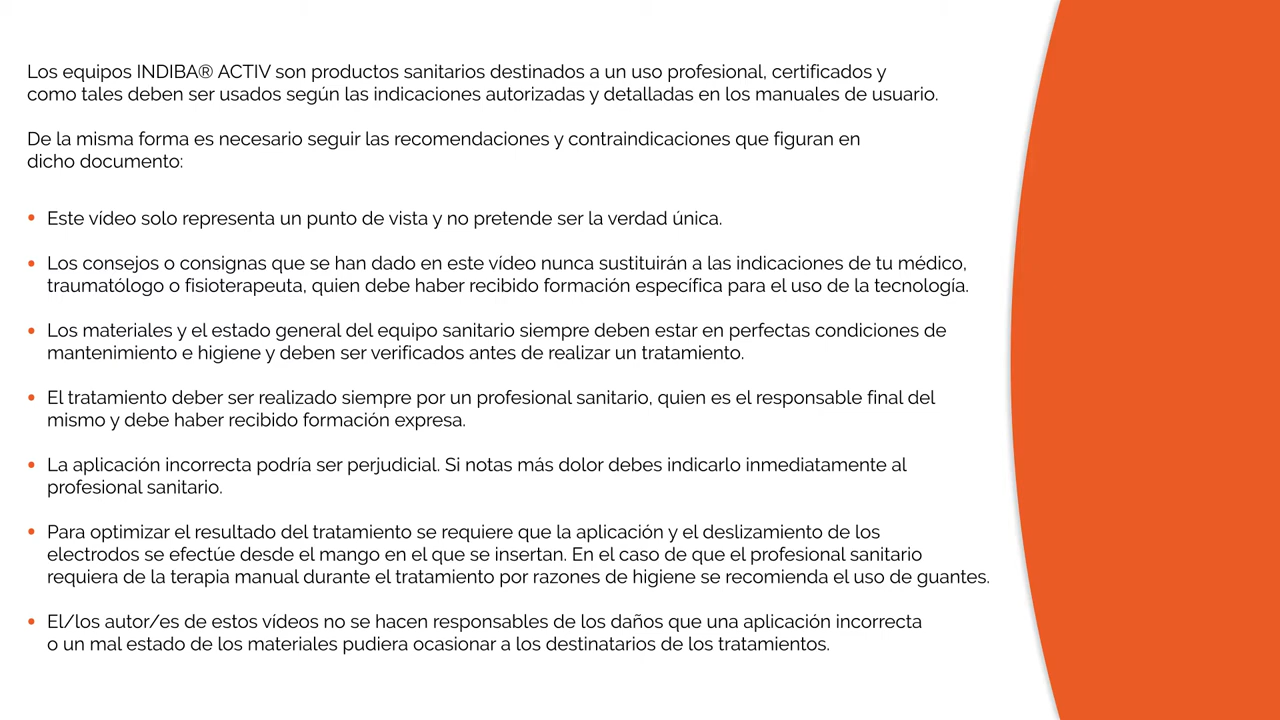 Los equipos INDIBA® ACTIV son productos sanitarios destinados a un uso profesional, certificados y
como tales deben ser usados según las indicaciones autorizadas y detalladas en los manuales de usuario.
De la misma forma es necesario seguir las recomendaciones y contraindicaciones que figuran en
dicho documento:
• Este vídeo solo representa un punto de vista y no pretende ser la verdad única.
• Los consejos o consignas que se han dado en este vídeo nunca sustituirán a las indicaciones de tu médico,
traumatólogo o fisioterapeuta, quien debe haber recibido formación específica para el uso de la tecnología.
• Los materiales y el estado general del equipo sanitario siempre deben estar en perfectas condiciones de
mantenimiento e higiene y deben ser verificados antes de realizar un tratamiento.
• El tratamiento deber ser realizado siempre por un profesional sanitario, quien es el responsable final del
mismo y debe haber recibido formación expresa.
• La aplicación incorrecta podría ser perjudicial. Si notas más dolor debes indicarlo inmediatamente al
profesional sanitario.
• Para optimizar el resultado del tratamiento se requiere que la aplicación y el deslizamiento de los
electrodos se efectúe desde el mango en el que se insertan. En el caso de que el profesional sanitario
requiera de la terapia manual durante el tratamiento por razones de higiene se recomienda el uso de guantes.
• El/los autor/es de estos vídeos no se hacen responsables de los daños que una aplicación incorrecta
o un mal estado de los materiales pudiera ocasionar a los destinatarios de los tratamientos.